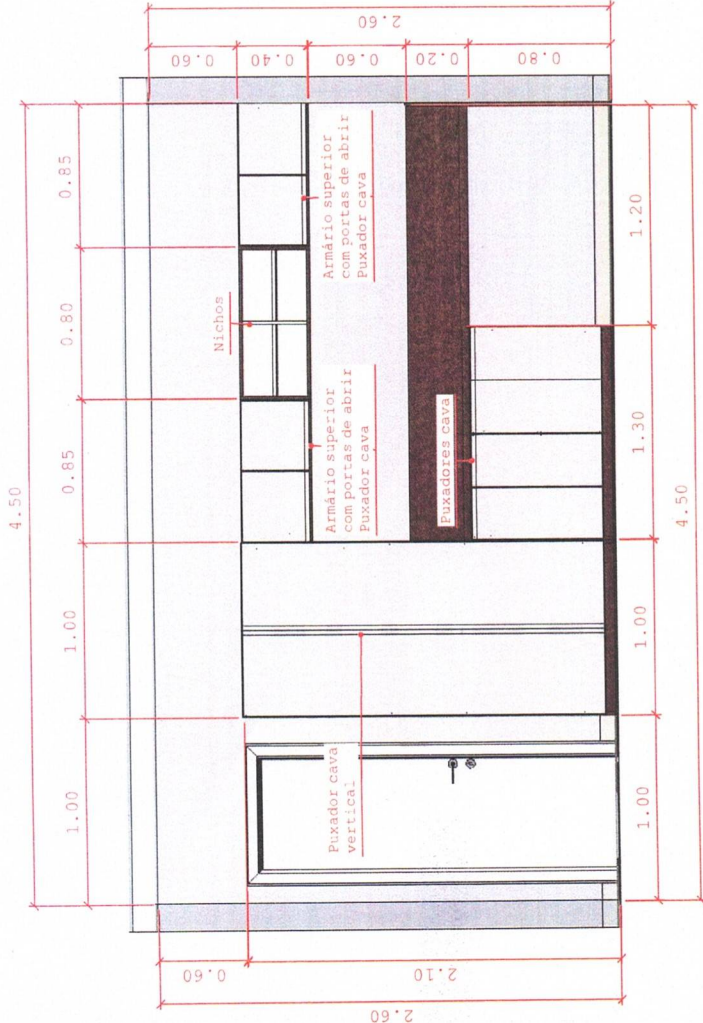 4.50
1.00
1.00
0.85
0.80
0.85
Nichos
Armário superior
com portas de abrir
Puxador cava
Armário superior
com portas de abrir
Puxador cava
Puxador cava
vertical
Puxadores cava
0.60
2.10
2.60
0.60
0.40
0.60
0.20
0.80
2.60
1.00
1.00
1.30
1.20
4.50